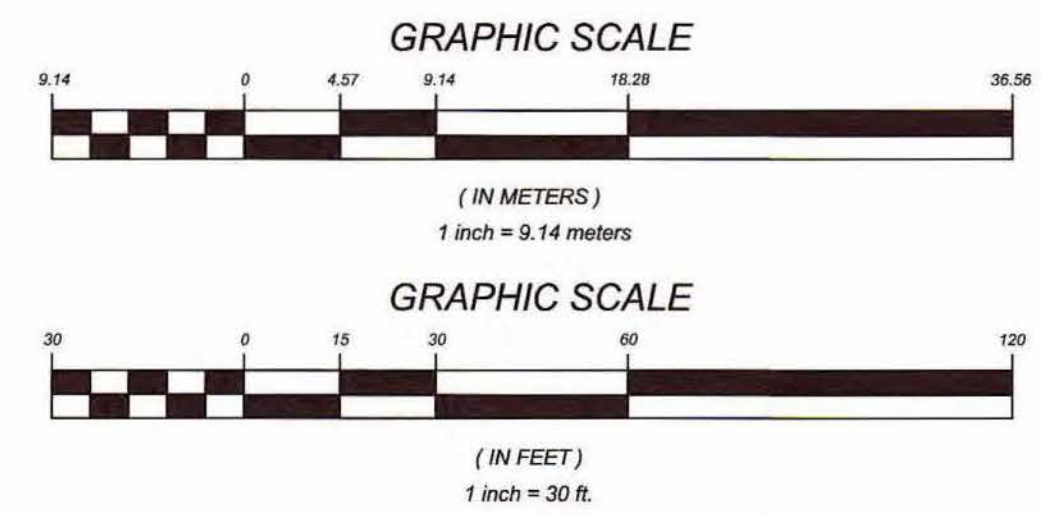 GRAPHIC SCALE
9.14 0 4.57 9.14 18.28 36.56
( IN METERS )
1 inch = 9.14 meters
GRAPHIC SCALE
30 0 15 30 60 120
( IN FEET )
1 inch = 30 ft.